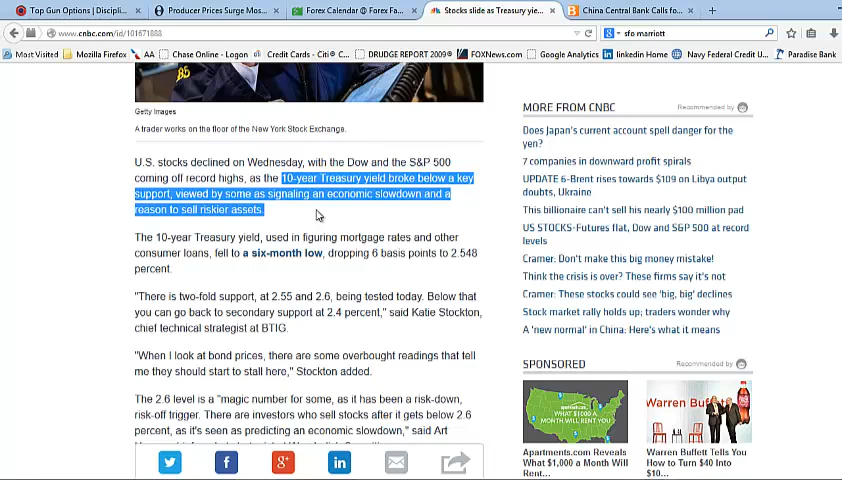 Top Gun Options | Discipli...
Producer Prices Surge Mos...
Forex Calendar @ Forex Fa...
Stocks slide as Treasury yie...
China Central Bank Calls fo...
www.cnbc.com/id/101671888
sfo marriott
Most Visited
Mozilla Firefox
AA
Chase Online - Logon
Credit Cards - Citi® C...
DRUDGE REPORT 2009®
FOXNews.com
Google Analytics
linkedin Home
Navy Federal Credit U...
Paradise Bank
85
Getty Images
A trader works on the floor of the New York Stock Exchange.
U.S. stocks declined on Wednesday, with the Dow and the S&P 500
coming off record highs, as the 10-year Treasury yield broke below a key
support, viewed by some as signaling an economic slowdown and a
reason to sell riskier assets.
The 10-year Treasury yield, used in figuring mortgage rates and other
consumer loans, fell to a six-month low, dropping 6 basis points to 2.548
percent.
"There is two-fold support, at 2.55 and 2.6, being tested today. Below that
you can go back to secondary support at 2.4 percent," said Katie Stockton,
chief technical strategist at BTIG.
"When I look at bond prices, there are some overbought readings that tell
me they should start to stall here," Stockton added.
The 2.6 level is a "magic number for some, as it has been a risk-down,
risk-off trigger. There are investors who sell stocks after it gets below 2.6
percent, as it's seen as predicting an economic slowdown," said Art
MORE FROM CNBC
Recommended by
Does Japan's current account spell danger for the
yen?
7 companies in downward profit spirals
UPDATE 6-Brent rises towards $109 on Libya output
doubts, Ukraine
This billionaire can't sell his nearly $100 million pad
US STOCKS-Futures flat, Dow and S&P 500 at record
levels
Cramer: Don't make this big money mistake!
Think the crisis is over? These firms say it's not
Cramer: These stocks could see 'big, big' declines
Stock market rally holds up; traders wonder why
A 'new normal' in China: Here's what it means
SPONSORED
Recommended by
WHAT $1000
A MONTH WILL
RENT YOU
Warren Buffett
Apartments.com Reveals
What $1,000 a Month Will
Rent...
Warren Buffett Tells You
How to Turn $40 Into
$10...